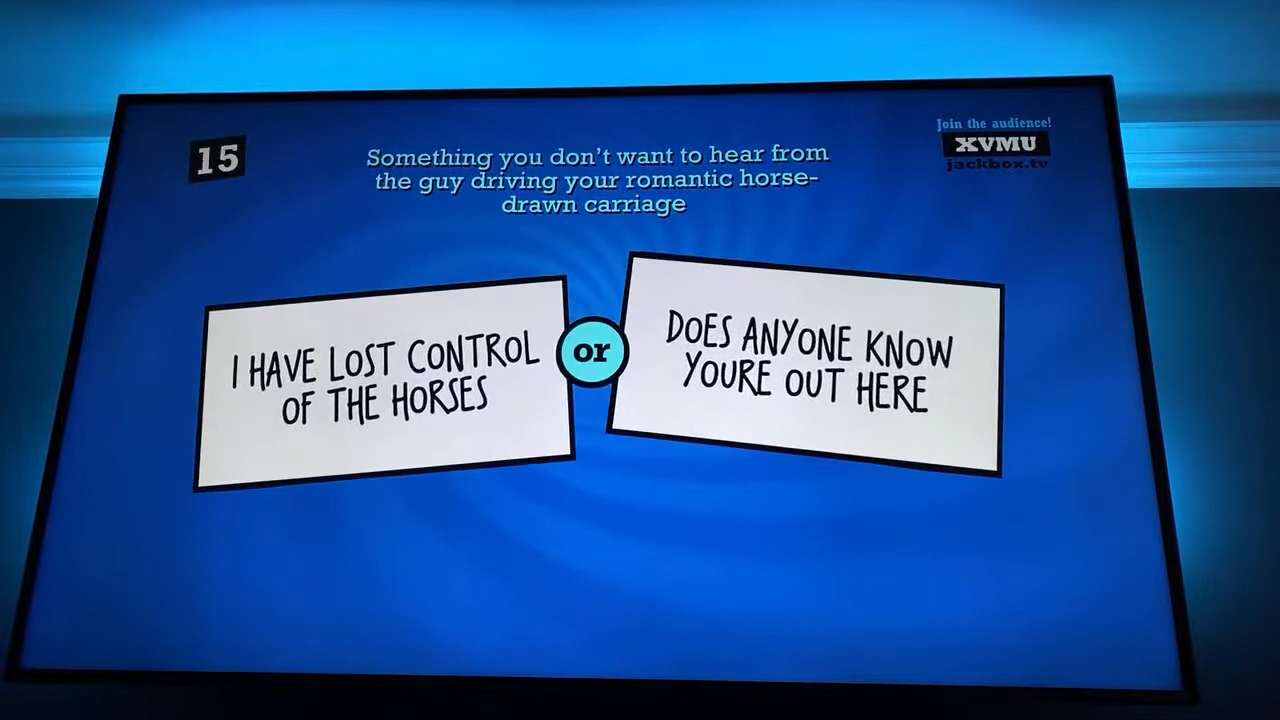 15
Something you don't want to hear from
the guy driving your romantic horse-
drawn carriage
Join the audience!
XVMU
jackbox.tv
I HAVE LOST CONTROL
OF THE HORSES
or
DOES ANYONE KNOW
YOURE OUT HERE